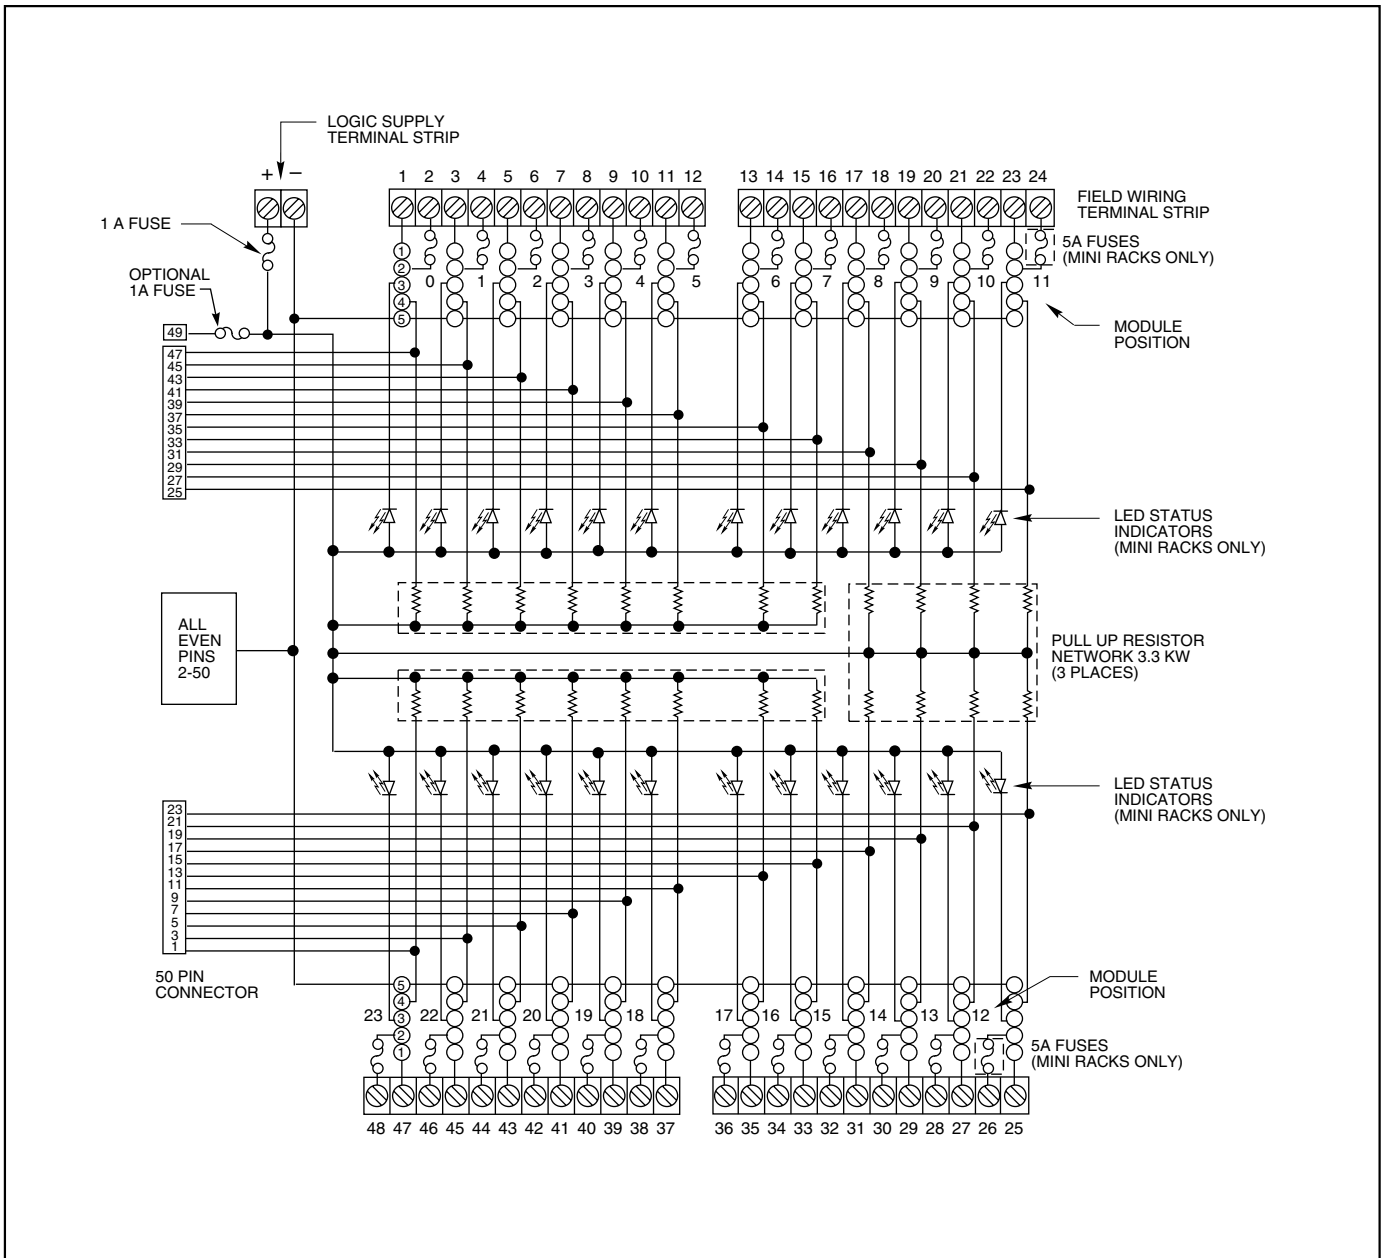 LOGIC SUPPLY
TERMINAL STRIP
+ −
1 2 3 4 5 6 7 8 9 10 11 12
13 14 15 16 17 18 19 20 21 22 23 24
FIELD WIRING
TERMINAL STRIP
1 A FUSE
5A FUSES
(MINI RACKS ONLY)
OPTIONAL
1A FUSE
1
2
3
4
5
0 1 2 3 4 5
6 7 8 9 10 11
MODULE
POSITION
49
47
45
43
41
39
37
35
33
31
29
27
25
LED STATUS
INDICATORS
(MINI RACKS ONLY)
ALL
EVEN
PINS
2-50
PULL UP RESISTOR
NETWORK 3.3 KW
(3 PLACES)
LED STATUS
INDICATORS
(MINI RACKS ONLY)
23
21
19
17
15
13
11
9
7
5
3
1
50 PIN
CONNECTOR
MODULE
POSITION
5
4
3
2
1
23 22 21 20 19 18
17 16 15 14 13 12
5A FUSES
(MINI RACKS ONLY)
48 47 46 45 44 43 42 41 40 39 38 37
36 35 34 33 32 31 30 29 28 27 26 25